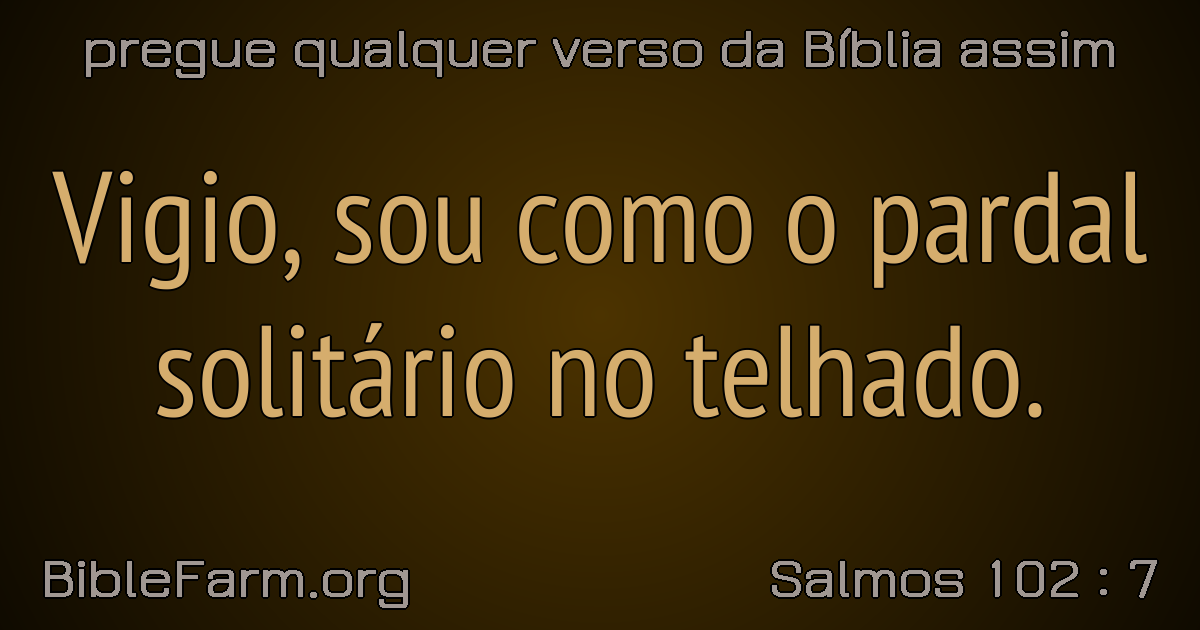 pregue qualquer verso da Bíblia assim
Vigio, sou como o pardal
solitário no telhado.
BibleFarm.org
Salmos 102 : 7